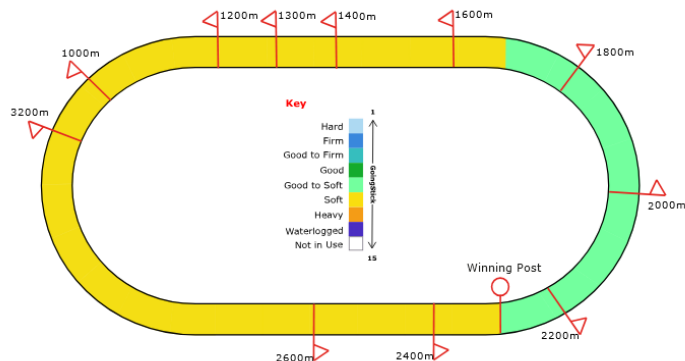 1200m
1300m
1400m
1600m
1000m
1800m
3200m
Key
1
Hard
Firm
Good to Firm
Good
Good to Soft
Soft
Heavy
Waterlogged
Not in Use
GoingStick
15
2000m
Winning Post
2200m
2400m
2600m